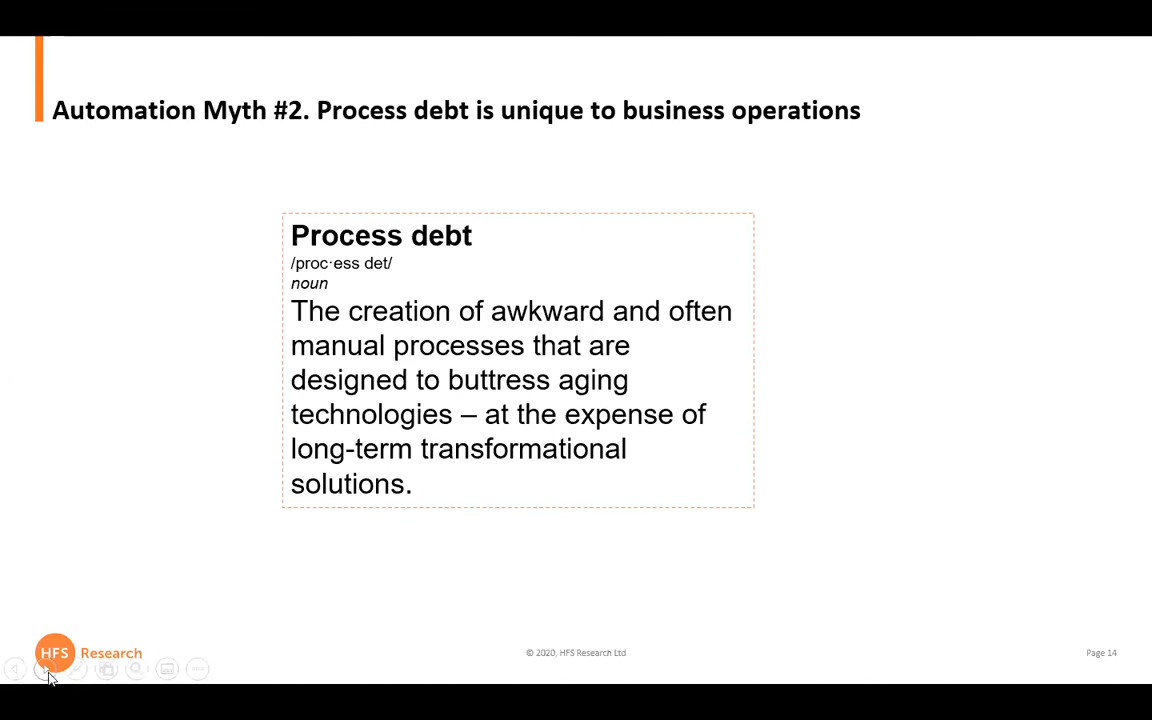 Automation Myth #2. Process debt is unique to business operations
Process debt
/proc·ess det/
noun
The creation of awkward and often
manual processes that are
designed to buttress aging
technologies – at the expense of
long-term transformational
solutions.
HFS Research
© 2020, HFS Research Ltd
Page 14